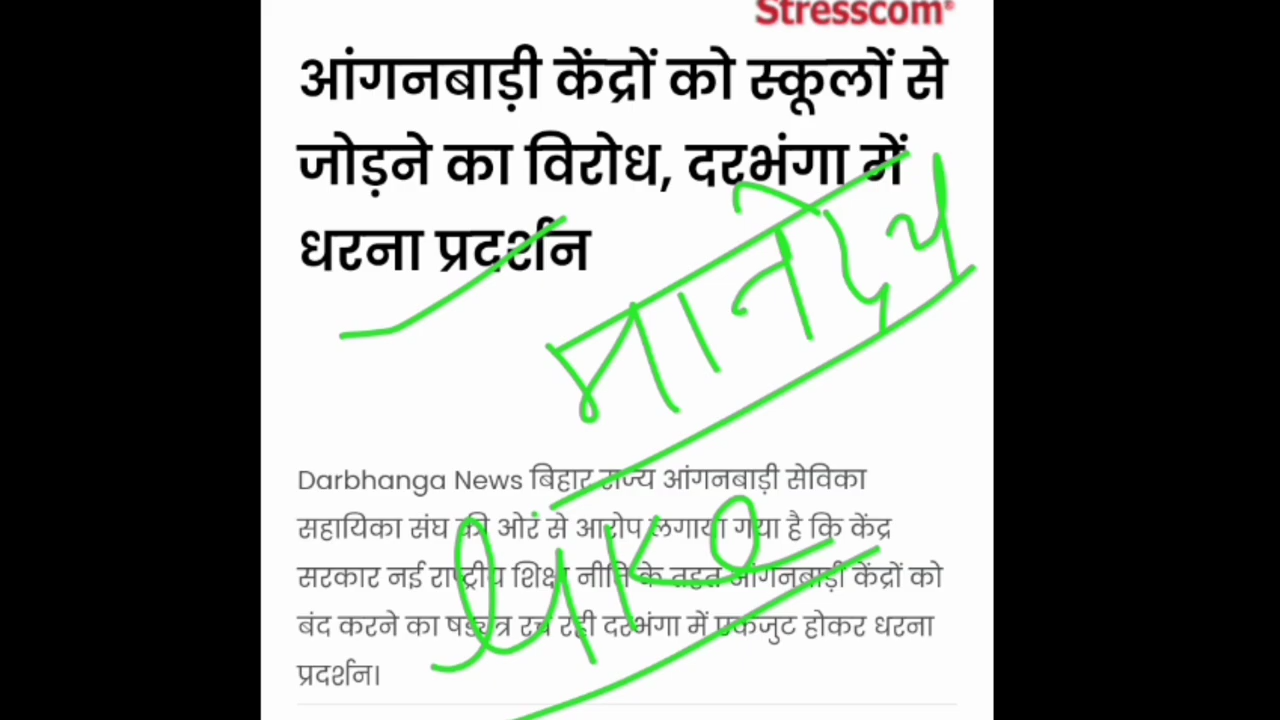 Stresscom®
आंगनबाड़ी केंद्रों को स्कूलों से
जोड़ने का विरोध, दरभंगा में
धरना प्रदर्शन
मानदेय
Darbhanga News बिहार राज्य आंगनबाड़ी सेविका
सहायिका संघ की ओर से आरोप लगाया गया है कि केंद्र
सरकार नई राष्ट्रीय शिक्षा नीति के तहत आंगनबाड़ी केंद्रों को
like
बंद करने का षड्यंत्र रच रही दरभंगा में एकजुट होकर धरना
प्रदर्शन।